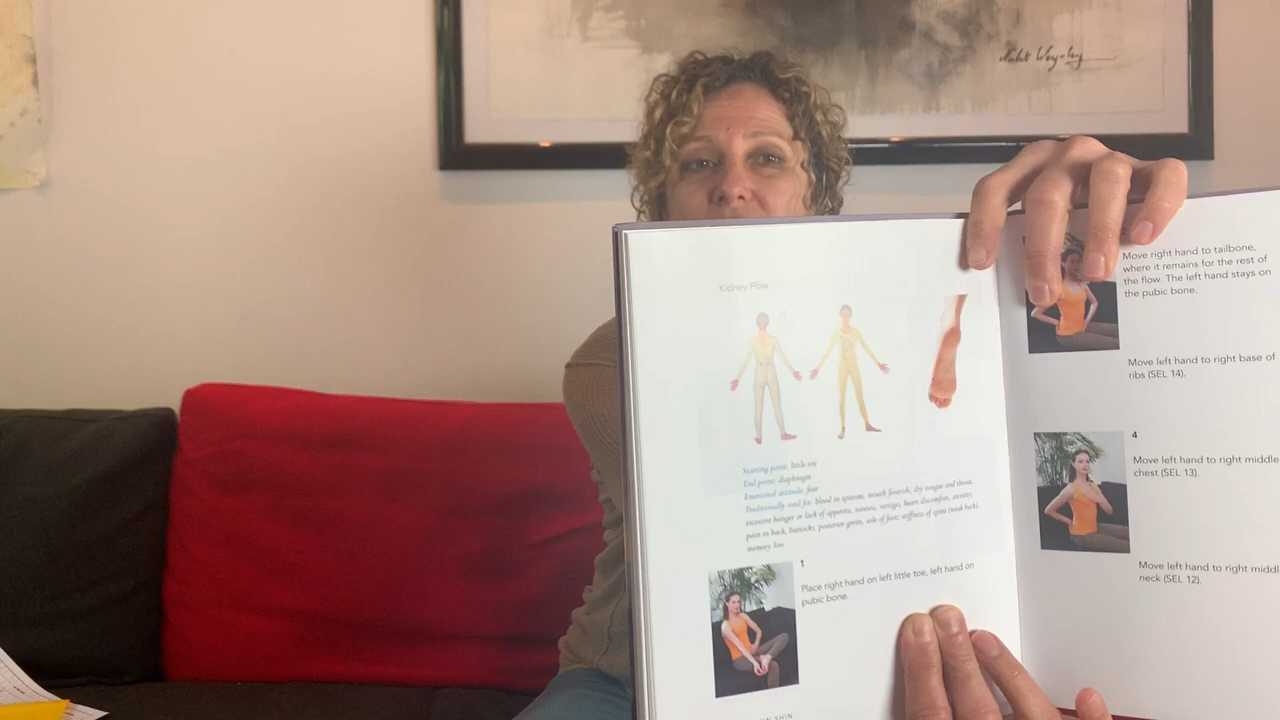 Kidney Flow
Starting point: little toe
End point: diaphragm
Emotional attitude: fear
Traditionally used for: blood in sputum, mouth feverish, dry tongue and throat,
excessive hunger or lack of appetite, nausea, vertigo, heart discomfort, anxiety;
pain in back, buttocks, posterior groin, sole of foot; stiffness of spine (weak back);
memory loss
1
Place right hand on left little toe, left hand on
pubic bone.
SHIN
Move right hand to tailbone,
where it remains for the rest of
the flow. The left hand stays on
the pubic bone.
Move left hand to right base of
ribs (SEL 14).
4
Move left hand to right middle
chest (SEL 13).
Move left hand to right middl
neck (SEL 12).